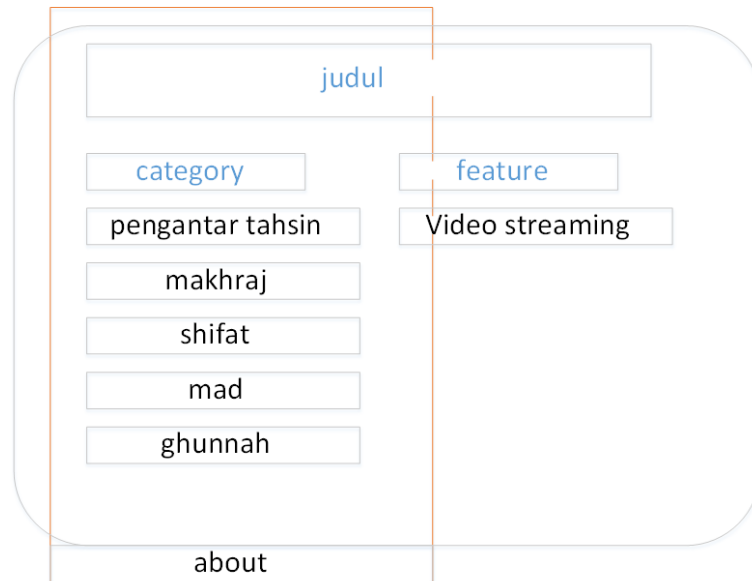 judul
category
feature
pengantar tahsin
Video streaming
makhraj
shifat
mad
ghunnah
about